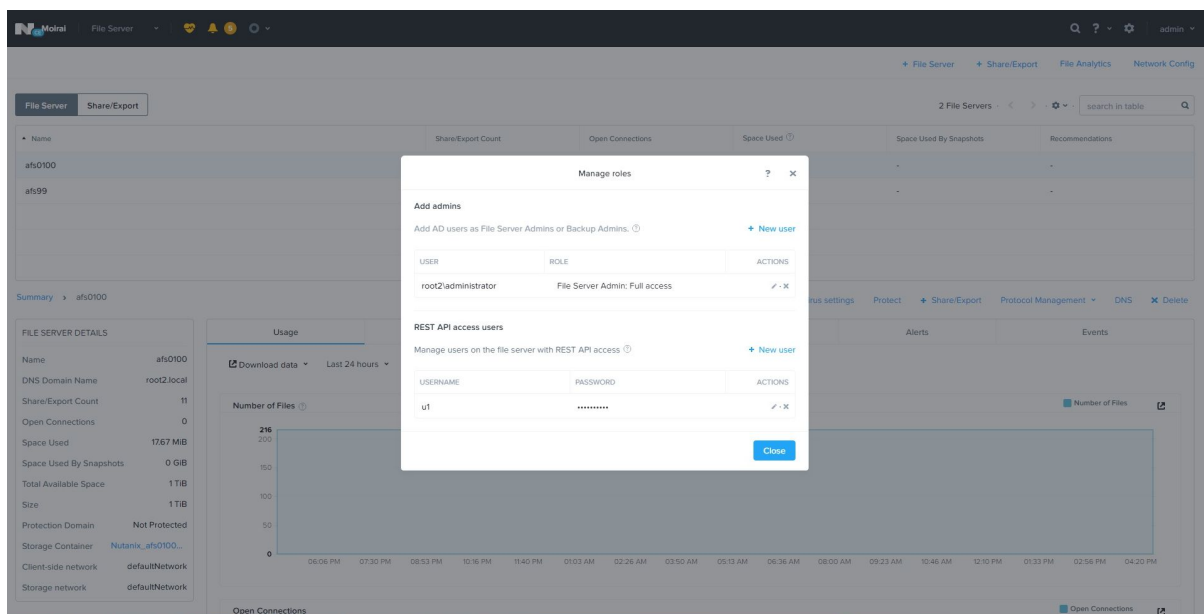 Moirai File Server 5 admin
+ File Server + Share/Export File Analytics Network Config
File Server Share/Export 2 File Servers search in table
Name Share/Export Count Open Connections Space Used Space Used By Snapshots Recommendations
afs0100 - -
afs99 - -
Manage roles ? ×
Add admins
Add AD users as File Server Admins or Backup Admins. + New user
USER ROLE ACTIONS
root2\administrator File Server Admin: Full access
REST API access users
Manage users on the file server with REST API access + New user
USERNAME PASSWORD ACTIONS
u1 ••••••••••
Close
Summary > afs0100 settings Protect + Share/Export Protocol Management DNS × Delete
FILE SERVER DETAILS
Name afs0100
DNS Domain Name root2.local
Share/Export Count 11
Open Connections 0
Space Used 17.67 MiB
Space Used By Snapshots 0 GiB
Total Available Space 1 TiB
Size 1 TiB
Protection Domain Not Protected
Storage Container Nutanix_afs0100...
Client-side network defaultNetwork
Storage network defaultNetwork
Usage Alerts Events
Download data Last 24 hours
Number of Files Number of Files
216
200
150
100
50
0
06:06 PM 07:30 PM 08:53 PM 10:16 PM 11:40 PM 01:03 AM 02:26 AM 03:50 AM 05:13 AM 06:36 AM 08:00 AM 09:23 AM 10:46 AM 12:10 PM 01:33 PM 02:56 PM 04:20 PM
Open Connections Open Connections